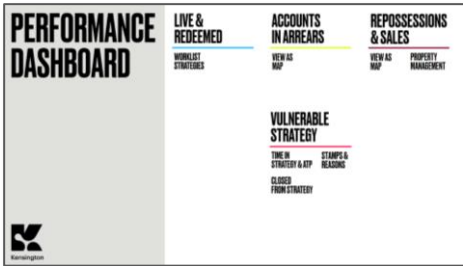 PERFORMANCE
DASHBOARD
LIVE &
REDEEMED
WORKLIST
STRATEGIES
ACCOUNTS
IN ARREARS
VIEW AS
MAP
REPOSSESSIONS
& SALES
VIEW AS
MAP
PROPERTY
MANAGEMENT
VULNERABLE
STRATEGY
TIME IN
STRATEGY & ATP
STAMPS &
REASONS
CLOSED
FROM STRATEGY
Kensington